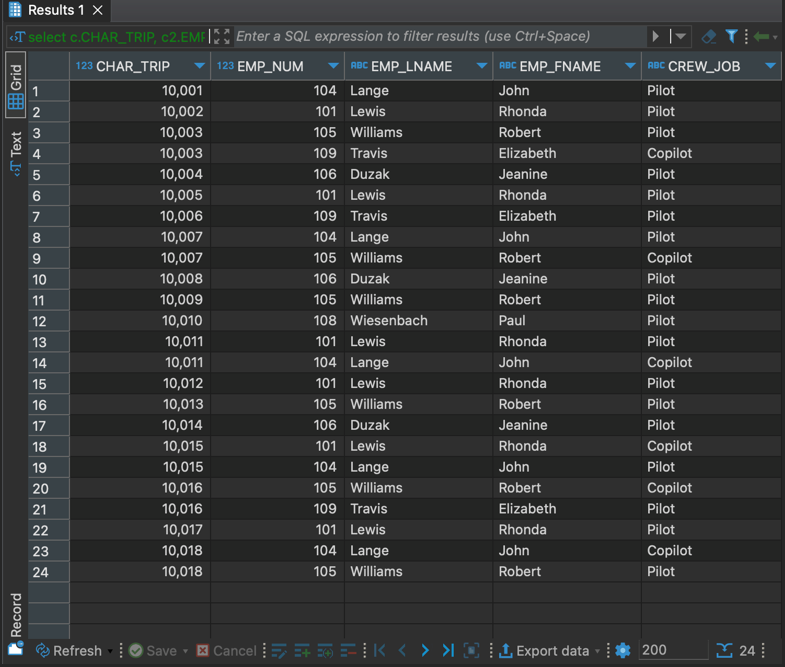 Results 1
select c.CHAR_TRIP, c2.EMP Enter a SQL expression to filter results (use Ctrl+Space)
Grid
Text
Record
123 CHAR_TRIP 123 EMP_NUM ABC EMP_LNAME ABC EMP_FNAME ABC CREW_JOB
1 10,001 104 Lange John Pilot
2 10,002 101 Lewis Rhonda Pilot
3 10,003 105 Williams Robert Pilot
4 10,003 109 Travis Elizabeth Copilot
5 10,004 106 Duzak Jeanine Pilot
6 10,005 101 Lewis Rhonda Pilot
7 10,006 109 Travis Elizabeth Pilot
8 10,007 104 Lange John Pilot
9 10,007 105 Williams Robert Copilot
10 10,008 106 Duzak Jeanine Pilot
11 10,009 105 Williams Robert Pilot
12 10,010 108 Wiesenbach Paul Pilot
13 10,011 101 Lewis Rhonda Pilot
14 10,011 104 Lange John Copilot
15 10,012 101 Lewis Rhonda Pilot
16 10,013 105 Williams Robert Pilot
17 10,014 106 Duzak Jeanine Pilot
18 10,015 101 Lewis Rhonda Copilot
19 10,015 104 Lange John Pilot
20 10,016 105 Williams Robert Copilot
21 10,016 109 Travis Elizabeth Pilot
22 10,017 101 Lewis Rhonda Pilot
23 10,018 104 Lange John Copilot
24 10,018 105 Williams Robert Pilot
Refresh Save Cancel Export data 200 24